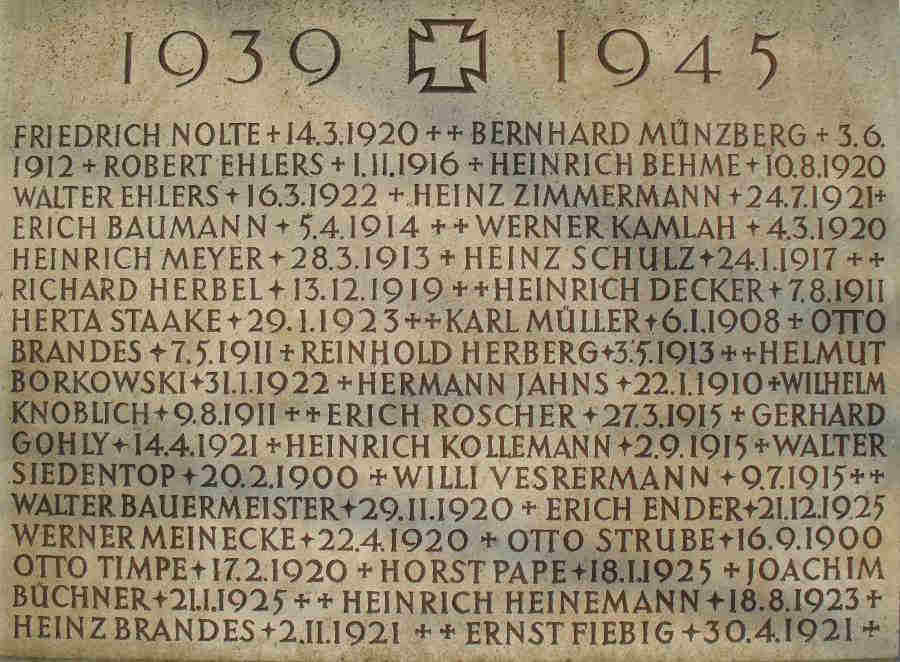 1939 1945
FRIEDRICH NOLTE + 14.3.1920 + + BERNHARD MÜNZBERG + 3.6.
1912 + ROBERT EHLERS + 1.11.1916 + HEINRICH BEHME + 10.8.1920
WALTER EHLERS + 16.3.1922 + HEINZ ZIMMERMANN + 24.7.1921 +
ERICH BAUMANN + 5.4.1914 + + WERNER KAMLAH + 4.3.1920
HEINRICH MEYER + 28.3.1913 + HEINZ SCHULZ + 24.1.1917 + +
RICHARD HERBEL + 13.12.1919 + + HEINRICH DECKER + 7.8.1911
HERTA STAAKE + 29.1.1923 + + KARL MÜLLER + 6.1.1908 + OTTO
BRANDES + 7.5.1911 + REINHOLD HERBERG + 3.5.1913 + + HELMUT
BORKOWSKI + 31.1.1922 + HERMANN JAHNS + 22.1.1910 + WILHELM
KNOBLICH + 9.8.1911 + + ERICH ROSCHER + 27.3.1915 + GERHARD
GOHLY + 14.4.1921 + HEINRICH KOLLEMANN + 2.9.1915 + WALTER
SIEDENTOP + 20.2.1900 + WILLI VESRERMANN + 9.7.1915 + +
WALTER BAUERMEISTER + 29.11.1920 + ERICH ENDER + 21.12.1925
WERNER MEINECKE + 22.4.1920 + OTTO STRUBE + 16.9.1900
OTTO TIMPE + 17.2.1920 + HORST PAPE + 18.1.1925 + JOACHIM
BÜCHNER + 21.1.1925 + + HEINRICH HEINEMANN + 18.8.1923 +
HEINZ BRANDES + 2.11.1921 + + ERNST FIEBIG + 30.4.1921 +